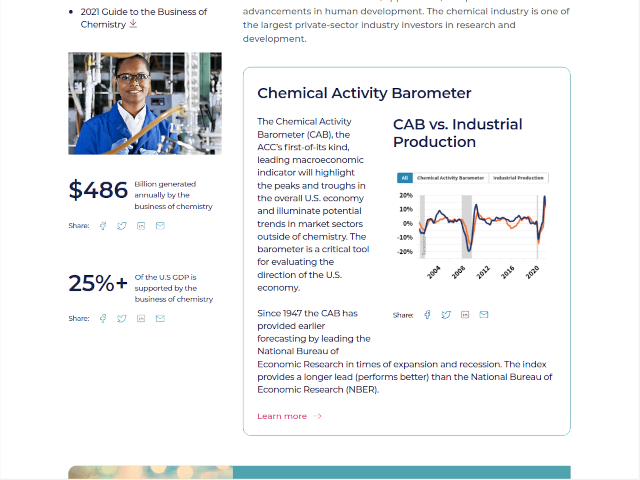 2021 Guide to the Business of
Chemistry
advancements in human development. The chemical industry is one of
the largest private-sector industry investors in research and
development.
$486
Billion generated
annually by the
business of chemistry
Share:
25%+
Of the U.S GDP is
supported by the
business of chemistry
Share:
Chemical Activity Barometer
The Chemical Activity
Barometer (CAB), the
ACC's first-of-its kind,
leading macroeconomic
indicator will highlight
the peaks and troughs in
the overall U.S. economy
and illuminate potential
trends in market sectors
outside of chemistry. The
barometer is a critical tool
for evaluating the
direction of the U.S.
economy.
CAB vs. Industrial
Production
All Chemical Activity Barometer Industrial Production
20%
10%
0%
-10%
-20%
2004 2008 2012 2016 2020
Share:
Since 1947 the CAB has
provided earlier
forecasting by leading the
National Bureau of
Economic Research in times of expansion and recession. The index
provides a longer lead (performs better) than the National Bureau of
Economic Research (NBER).
Learn more